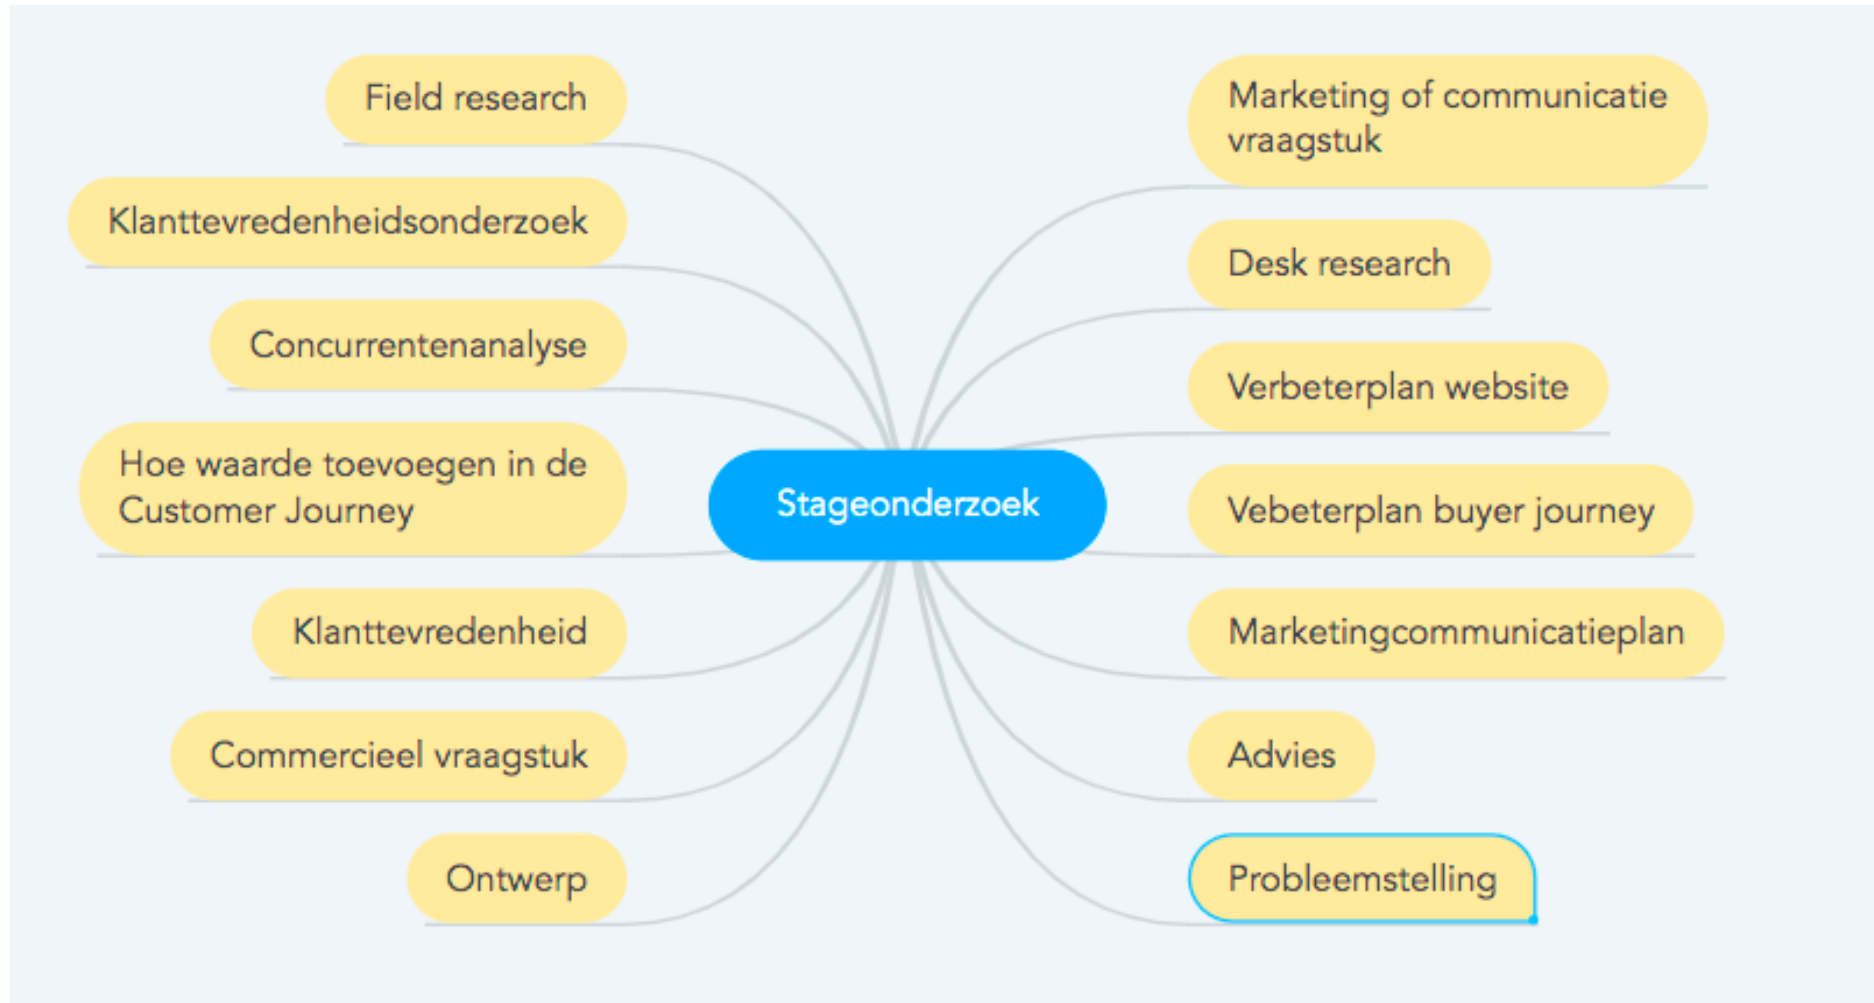 Field research
Klanttevredenheidsonderzoek
Concurrentenanalyse
Hoe waarde toevoegen in de
Customer Journey
Klanttevredenheid
Commercieel vraagstuk
Ontwerp
Stageonderzoek
Marketing of communicatie
vraagstuk
Desk research
Verbeterplan website
Vebeterplan buyer journey
Marketingcommunicatieplan
Advies
Probleemstelling